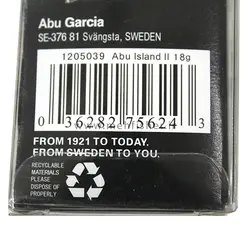 Abu Garcia
SE-376 81 Svängsta, SWEDEN
1205039 Abu Island II 18g
0 36282 75624 3
FROM 1921 TO TODAY.
FROM SWEDEN TO YOU.
RECYCLABLE
MATERIALS
PLEASE
DISPOSE OF
PROPERLY